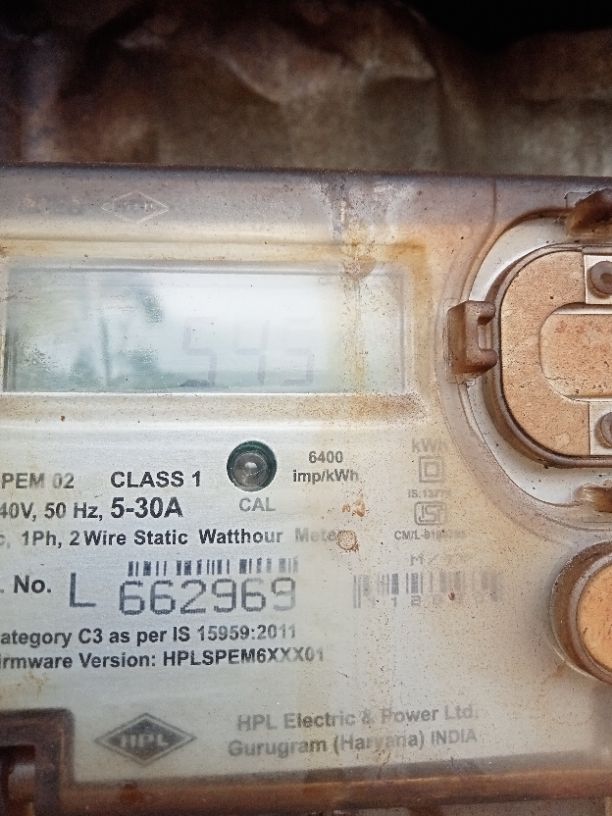 545
PEM 02 CLASS 1
6400
imp/kWh
CAL
kWh
40V, 50 Hz, 5-30A
1Ph, 2 Wire Static Watthour
No. L 662969
ategory C3 as per IS 15959:2011
irmware Version: HPLSPEM6XXX01
HPL
HPL Electric & Power Ltd.
Gurugram (Haryana) INDIA